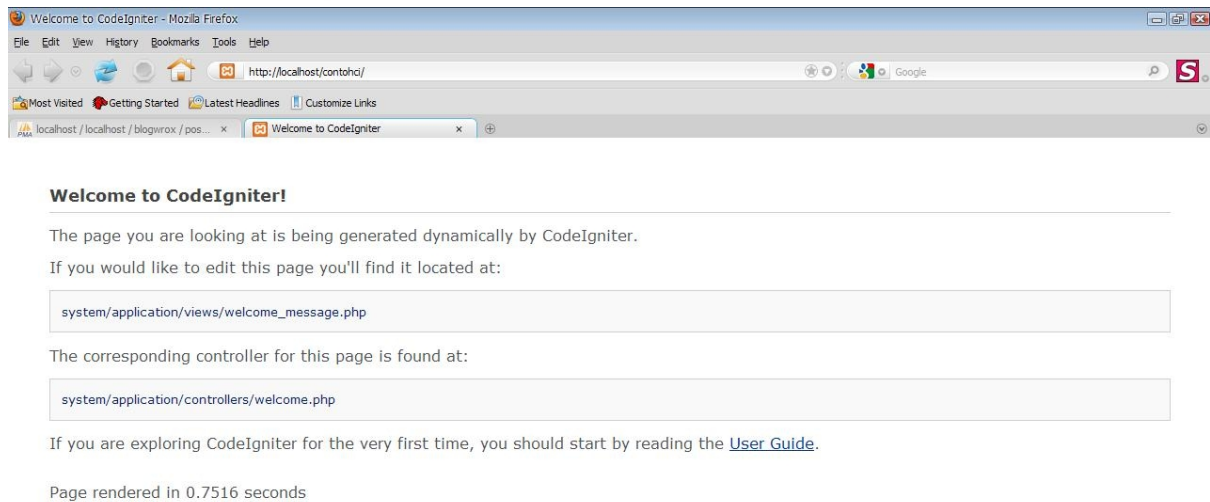 Welcome to CodeIgniter - Mozilla Firefox
File Edit View History Bookmarks Tools Help
http://localhost/contohci/ Google S
Most Visited Getting Started Latest Headlines Customize Links
PMA localhost / localhost / blogwrox / pos... Welcome to CodeIgniter
Welcome to CodeIgniter!
The page you are looking at is being generated dynamically by CodeIgniter.
If you would like to edit this page you'll find it located at:
system/application/views/welcome_message.php
The corresponding controller for this page is found at:
system/application/controllers/welcome.php
If you are exploring CodeIgniter for the very first time, you should start by reading the User Guide.
Page rendered in 0.7516 seconds